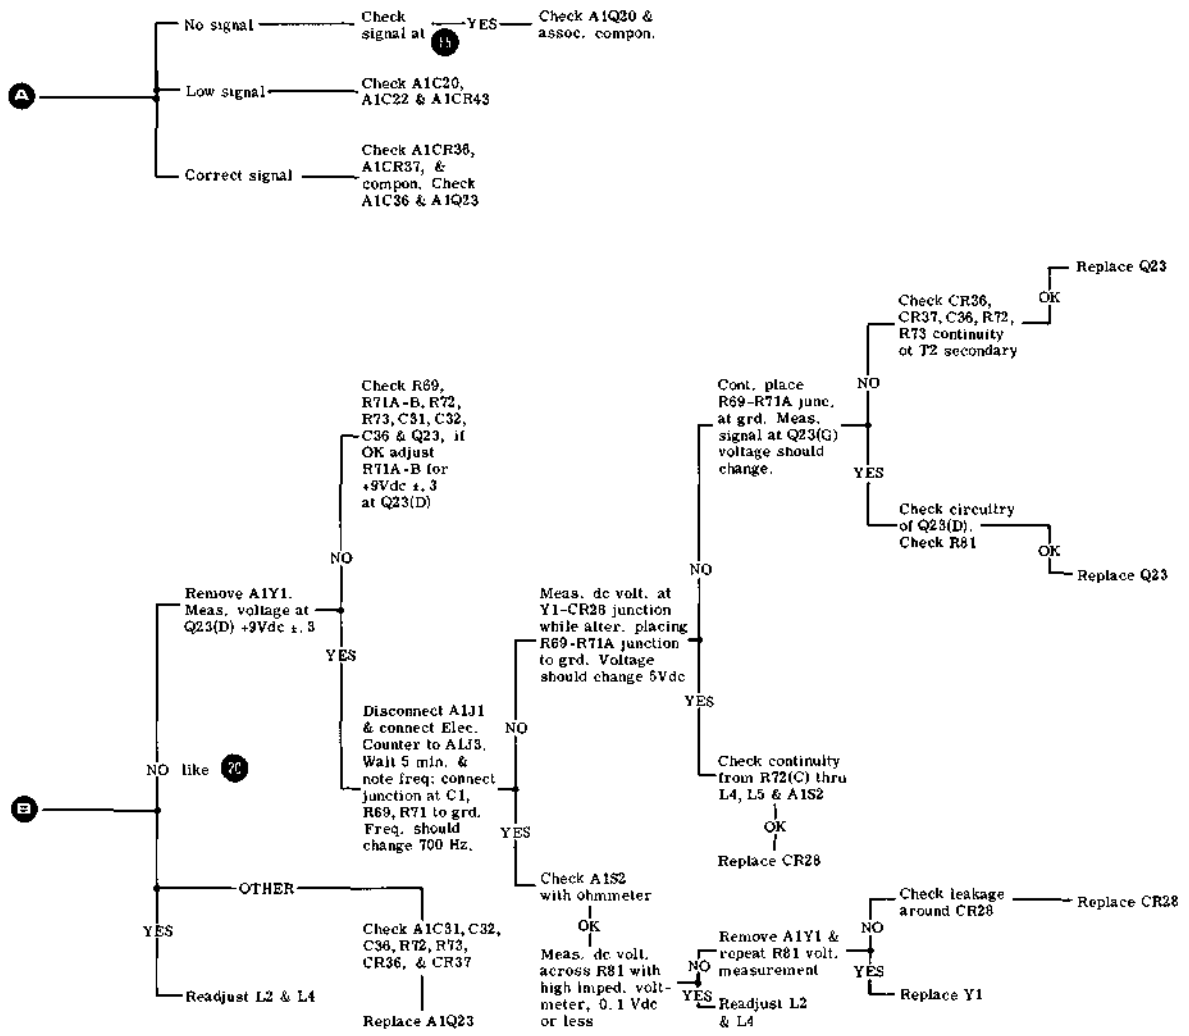 No signal
Check
signal at
15
YES
Check A1Q20 &
assoc. compon.
A
Low signal
Check A1C20,
A1C22 & A1CR43
Correct signal
Check A1CR36,
A1CR37, &
compon. Check
A1C36 & A1Q23
Replace Q23
OK
Check CR36,
CR37, C36, R72,
R73 continuity
ot T2 secondary
NO
Cont. place
R69-R71A junc.
at grd. Meas.
signal at Q23(G)
voltage should
change.
YES
Check circuitry
of Q23(D).
Check R81
OK
Replace Q23
Check R69,
R71A-B, R72,
R73, C31, C32,
C36 & Q23, if
OK adjust
R71A-B for
+9Vdc ±.3
at Q23(D)
NO
Remove A1Y1.
Meas. voltage at
Q23(D) +9Vdc ±.3
YES
NO
Meas. dc volt. at
Y1-CR28 junction
while alter. placing
R69-R71A junction
to grd. Voltage
should change 5Vdc
YES
Disconnect A1J1
& connect Elec.
Counter to A1J3.
Wait 5 min. &
note freq: connect
junction at C1,
R69, R71 to grd.
Freq. should
change 700 Hz.
NO
YES
Check continuity
from R72(C) thru
L4, L5 & A1S2
OK
Replace CR28
NO like 20
B
OTHER
YES
Check A1C31, C32,
C36, R72, R73,
CR36, & CR37
Replace A1Q23
Readjust L2 & L4
Check A1S2
with ohmmeter
OK
Meas. dc volt.
across R81 with
high imped. volt-
meter, 0.1 Vdc
or less
NO
YES
Remove A1Y1 &
repeat R81 volt.
measurement
Readjust L2
& L4
NO
YES
Check leakage
around CR28
Replace CR28
Replace Y1